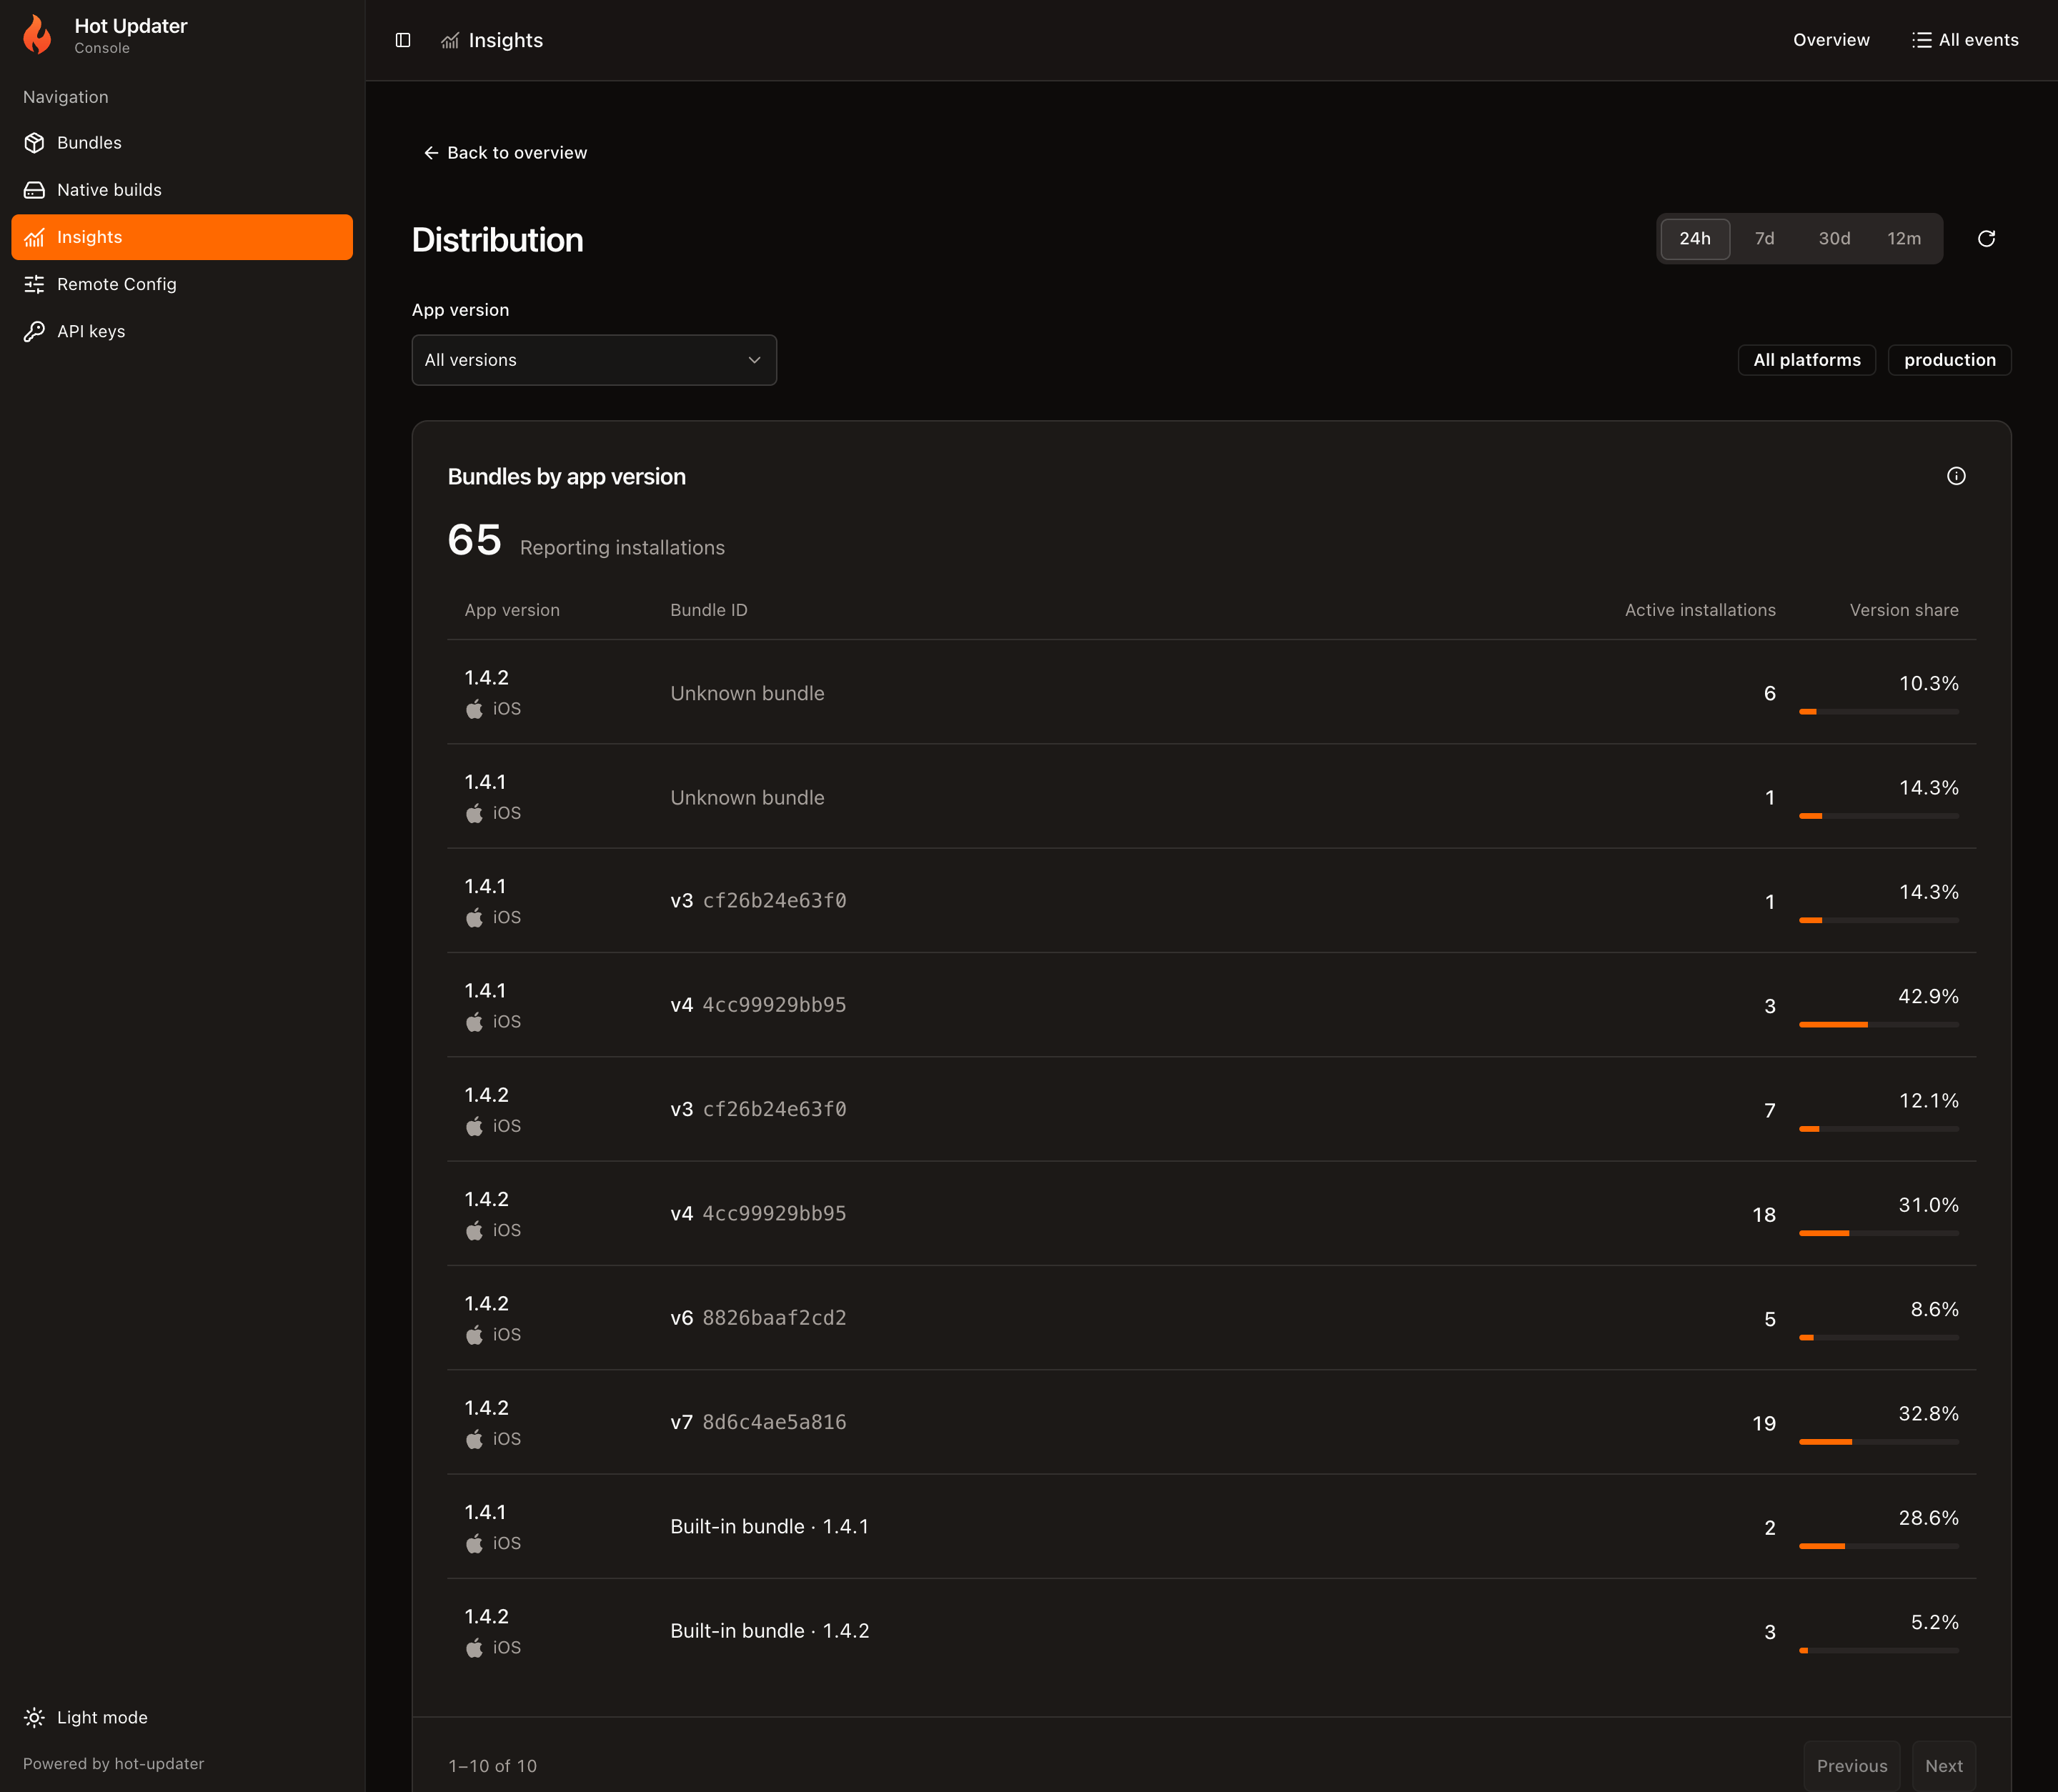 Hot Updater
Console
Navigation
Bundles
Native builds
Insights
Remote Config
API keys
Light mode
Powered by hot-updater
Insights
Overview
All events
Back to overview
Distribution
24h 7d 30d 12m
App version
All versions
All platforms production
Bundles by app version
65 Reporting installations
App version Bundle ID Active installations Version share
1.4.2
iOS
Unknown bundle 6 10.3%
1.4.1
iOS
Unknown bundle 1 14.3%
1.4.1
iOS
v3 cf26b24e63f0 1 14.3%
1.4.1
iOS
v4 4cc99929bb95 3 42.9%
1.4.2
iOS
v3 cf26b24e63f0 7 12.1%
1.4.2
iOS
v4 4cc99929bb95 18 31.0%
1.4.2
iOS
v6 8826baaf2cd2 5 8.6%
1.4.2
iOS
v7 8d6c4ae5a816 19 32.8%
1.4.1
iOS
Built-in bundle · 1.4.1 2 28.6%
1.4.2
iOS
Built-in bundle · 1.4.2 3 5.2%
1–10 of 10
Previous Next